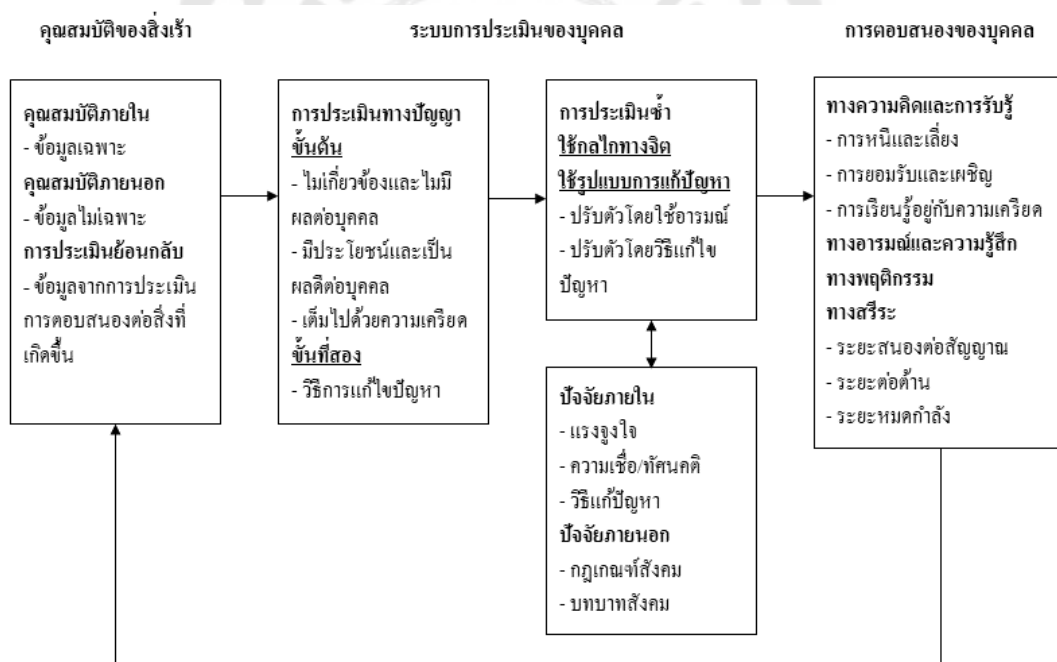 คุณสมบัติของสิ่งเร้า
ระบบการประเมินของบุคคล
การตอบสนองของบุคคล
คุณสมบัติภายใน
- ข้อมูลเฉพาะ
คุณสมบัติภายนอก
- ข้อมูลไม่เฉพาะ
การประเมินย้อนกลับ
- ข้อมูลจากการประเมิน
การตอบสนองต่อสิ่งที่
เกิดขึ้น
การประเมินทางปัญญา
ขั้นต้น
- ไม่เกี่ยวข้องและไม่มี
ผลต่อบุคคล
- มีประโยชน์และเป็น
ผลดีต่อบุคคล
- เต็มไปด้วยความเครียด
ขั้นที่สอง
- วิธีการแก้ไขปัญหา
การประเมินซ้ำ
ใช้กลไกทางจิต
ใช้รูปแบบการแก้ปัญหา
- ปรับตัวโดยใช้อารมณ์
- ปรับตัวโดยวิธีแก้ไข
ปัญหา
ปัจจัยภายใน
- แรงจูงใจ
- ความเชื่อ/ทัศนคติ
- วิธีแก้ปัญหา
ปัจจัยภายนอก
- กฎเกณฑ์สังคม
- บทบาทสังคม
ทางความคิดและการรับรู้
- การหนีและเลี่ยง
- การยอมรับและเผชิญ
- การเรียนรู้อยู่กับความเครียด
ทางอารมณ์และความรู้สึก
ทางพฤติกรรม
ทางสรีระ
- ระยะสนองต่อสัญญาณ
- ระยะต่อต้าน
- ระยะหมดกำลัง